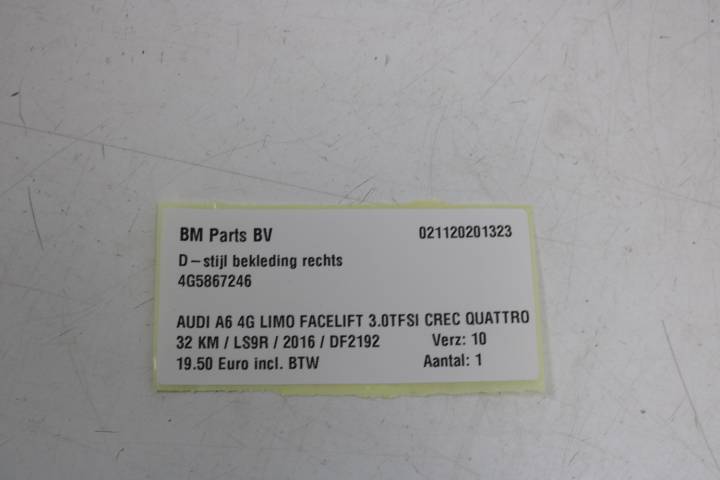 BM Parts BV 021120201323
D-stijl bekleding rechts
4G5867246
AUDI A6 4G LIMO FACELIFT 3.0TFSI CREC QUATTRO
32 KM / LS9R / 2016 / DF2192 Verz: 10
19.50 Euro incl. BTW Aantal: 1